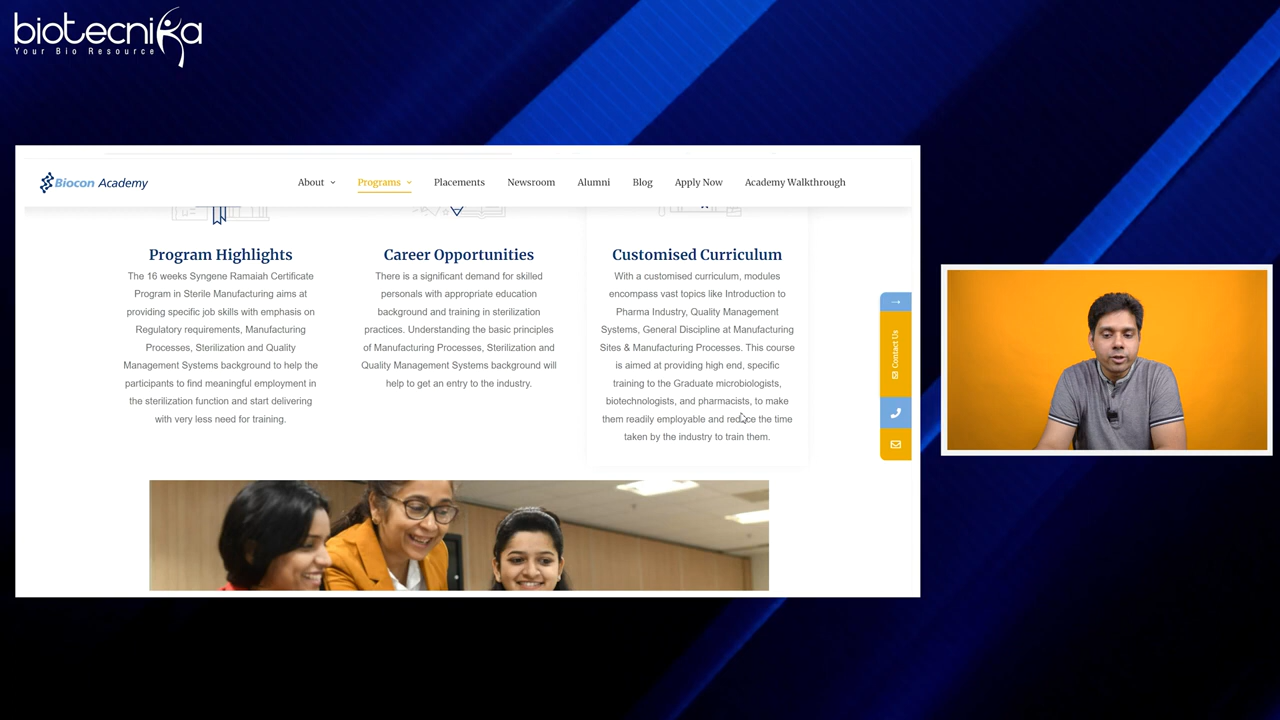 biotecnika
Your Bio Resource
Biocon Academy
About
Programs
Placements
Newsroom
Alumni
Blog
Apply Now
Academy Walkthrough
Program Highlights
The 16 weeks Syngene Ramaiah Certificate
Program in Sterile Manufacturing aims at
providing specific job skills with emphasis on
Regulatory requirements, Manufacturing
Processes, Sterilization and Quality
Management Systems background to help the
participants to find meaningful employment in
the sterilization function and start delivering
with very less need for training.
Career Opportunities
There is a significant demand for skilled
personals with appropriate education
background and training in sterilization
practices. Understanding the basic principles
of Manufacturing Processes, Sterilization and
Quality Management Systems background will
help to get an entry to the industry.
Customised Curriculum
With a customised curriculum, modules
encompass vast topics like Introduction to
Pharma Industry, Quality Management
Systems, General Discipline at Manufacturing
Sites & Manufacturing Processes. This course
is aimed at providing high end, specific
training to the Graduate microbiologists,
biotechnologists, and pharmacists, to make
them readily employable and reduce the time
taken by the industry to train them.
Contact Us